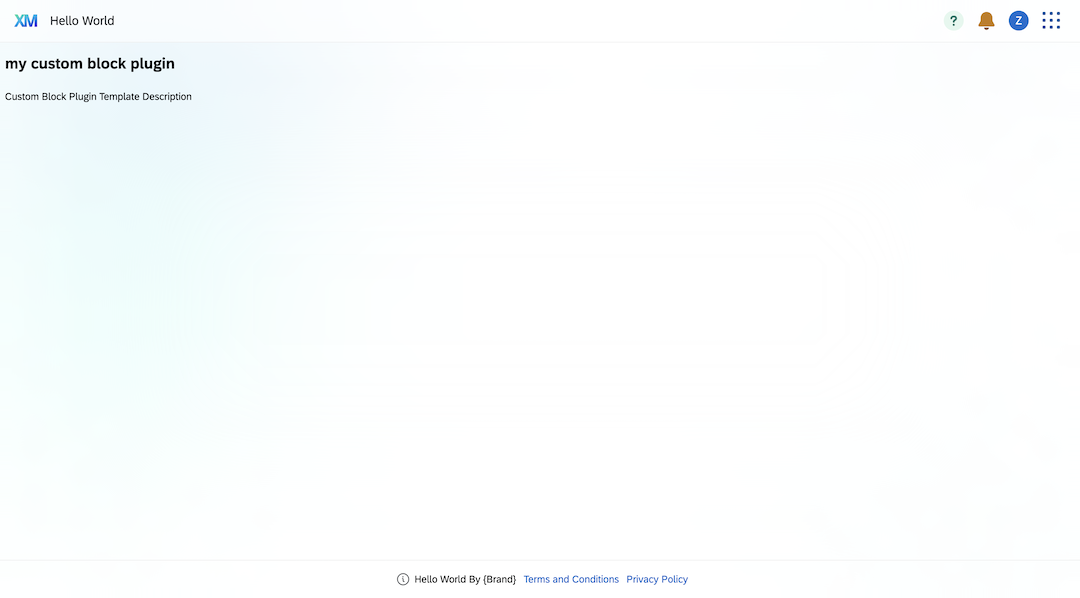 XM Hello World ? Z
my custom block plugin
Custom Block Plugin Template Description
Hello World By {Brand} Terms and Conditions Privacy Policy